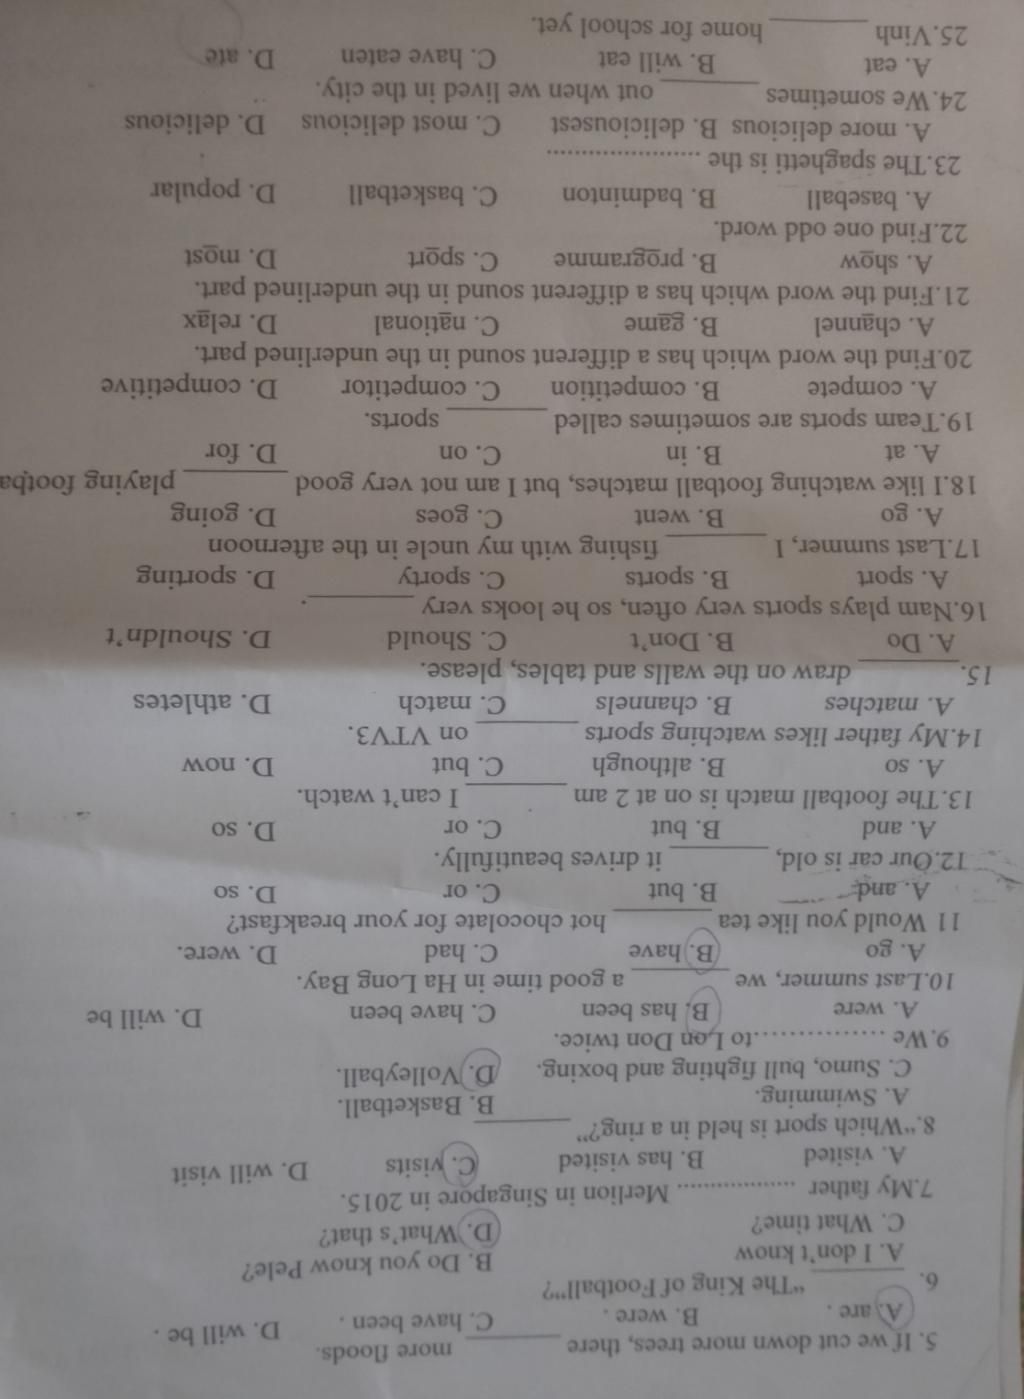 5. If we cut down more trees, there ________ more floods.
A. are . B. were . C. have been . D. will be .
6. ________ "The King of Football"?
A. I don't know B. Do you know Pele?
C. What time? D. What's that?
7.My father .................. Merlion in Singapore in 2015.
A. visited B. has visited C. visits D. will visit
8."Which sport is held in a ring?" ________
A. Swimming. B. Basketball.
C. Sumo, bull fighting and boxing. D. Volleyball.
9.We ....................to Lon Don twice.
A. were B. has been C. have been D. will be
10.Last summer, we ________ a good time in Ha Long Bay.
A. go B. have C. had D. were.
11 Would you like tea ________ hot chocolate for your breakfast?
A. and B. but C. or D. so
12.Our car is old, ________ it drives beautifully.
A. and B. but C. or D. so
13.The football match is on at 2 am ________ I can't watch.
A. so B. although C. but D. now
14.My father likes watching sports ________ on VTV3.
A. matches B. channels C. match D. athletes
15.________ draw on the walls and tables, please.
A. Do B. Don't C. Should D. Shouldn't
16.Nam plays sports very often, so he looks very ________.
A. sport B. sports C. sporty D. sporting
17.Last summer, I ________ fishing with my uncle in the afternoon
A. go B. went C. goes D. going
18.I like watching football matches, but I am not very good ________ playing footba
A. at B. in C. on D. for
19.Team sports are sometimes called ________ sports.
A. compete B. competition C. competitor D. competitive
20.Find the word which has a different sound in the underlined part.
A. channel B. game C. national D. relax
21.Find the word which has a different sound in the underlined part.
A. show B. programme C. sport D. most
22.Find one odd word.
A. baseball B. badminton C. basketball D. popular
23.The spaghetti is the .......................
A. more delicious B. deliciousest C. most delicious D. delicious
24.We sometimes ________ out when we lived in the city.
A. eat B. will eat C. have eaten D. ate
25.Vinh ________ home for school yet.